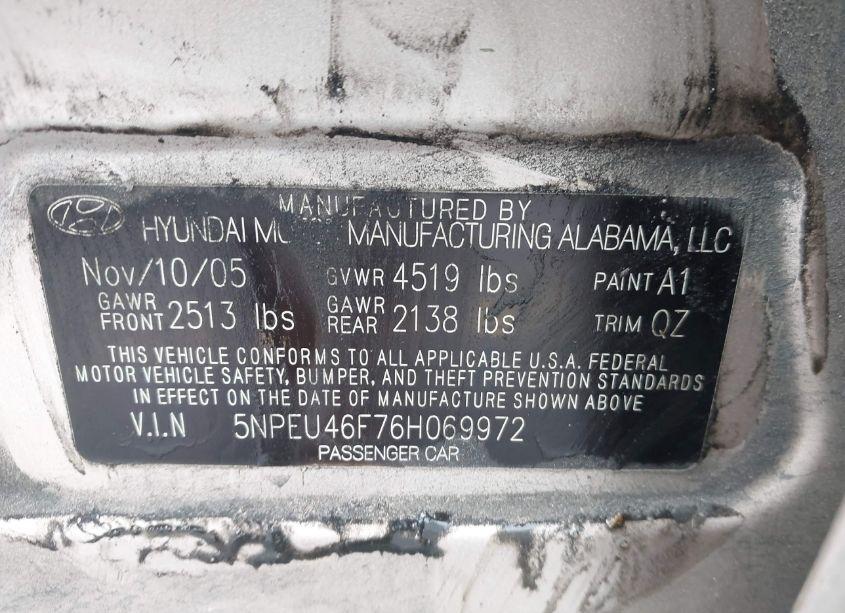 MANUFACTURED BY
HYUNDAI MANUFACTURING ALABAMA, LLC
Nov/10/05 GVWR 4519 lbs PAINT A1
GAWR FRONT 2513 lbs GAWR REAR 2138 lbs TRIM QZ
THIS VEHICLE CONFORMS TO ALL APPLICABLE U.S.A. FEDERAL
MOTOR VEHICLE SAFETY, BUMPER, AND THEFT PREVENTION STANDARDS
IN EFFECT ON THE DATE OF MANUFACTURE SHOWN ABOVE
V.I.N 5NPEU46F76H069972
PASSENGER CAR